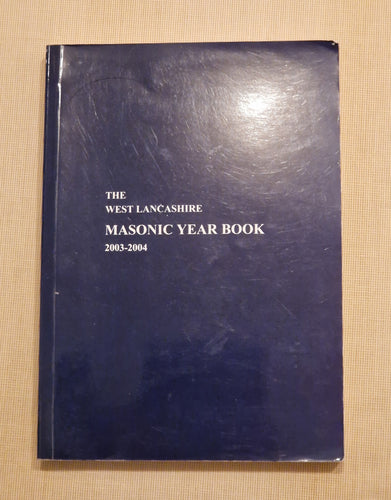 THE
WEST LANCASHIRE
MASONIC YEAR BOOK
2003-2004